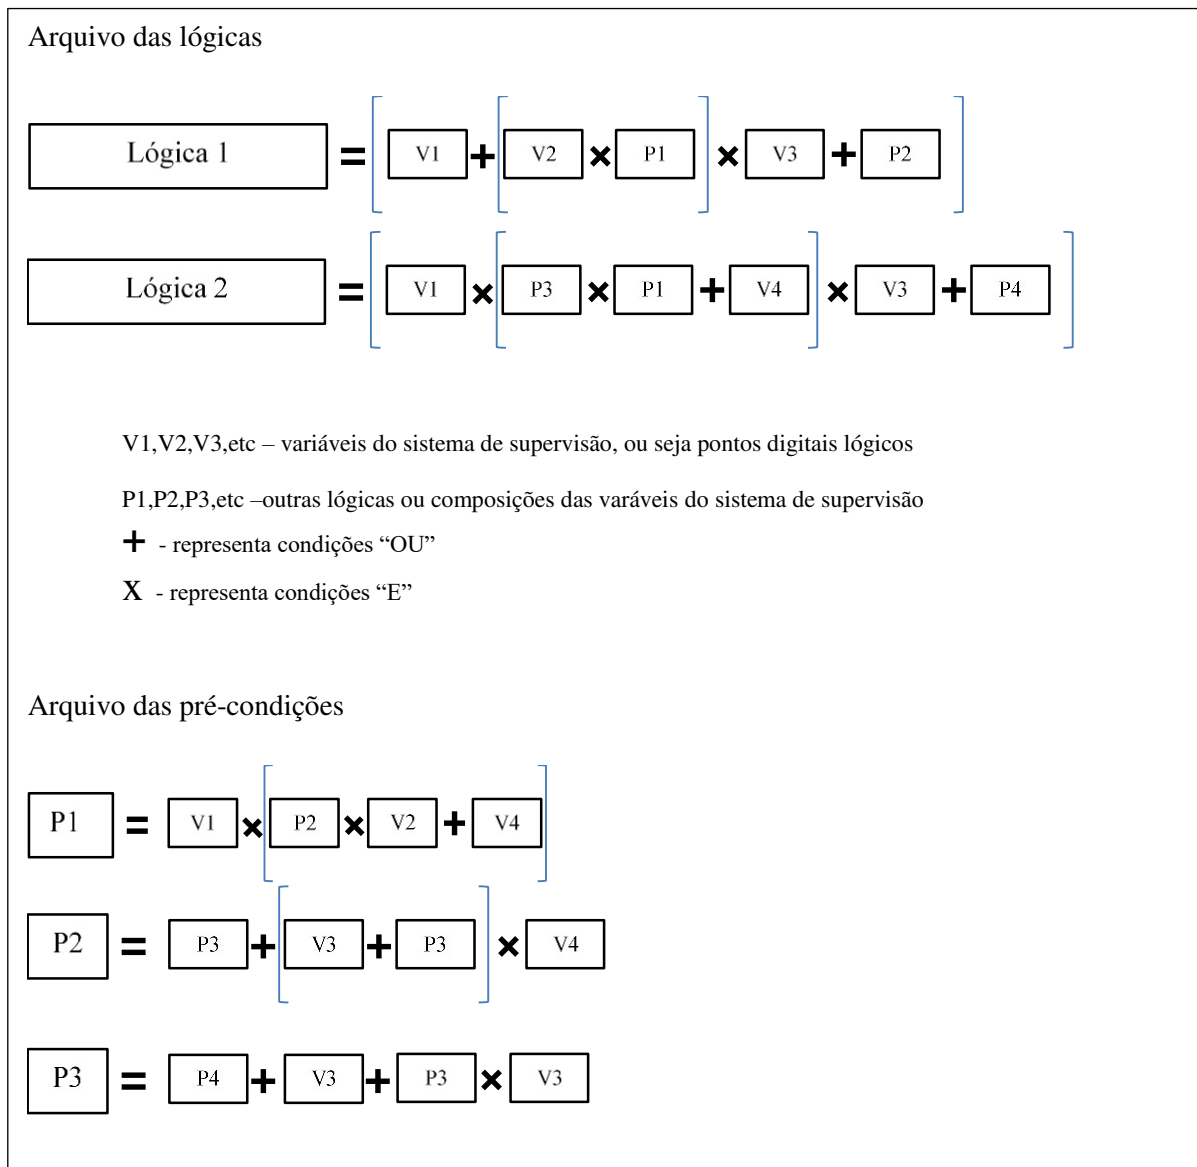 Arquivo das lógicas
Lógica 1 = [ V1 + [ V2 × P1 ] × V3 + P2 ]
Lógica 2 = [ V1 × [ P3 × P1 + V4 ] × V3 + P4 ]
V1,V2,V3,etc – variáveis do sistema de supervisão, ou seja pontos digitais lógicos
P1,P2,P3,etc –outras lógicas ou composições das varáveis do sistema de supervisão
+ - representa condições “OU”
X - representa condições “E”
Arquivo das pré-condições
P1 = V1 × [ P2 × V2 + V4 ]
P2 = P3 + [ V3 + P3 ] × V4
P3 = P4 + V3 + P3 × V3